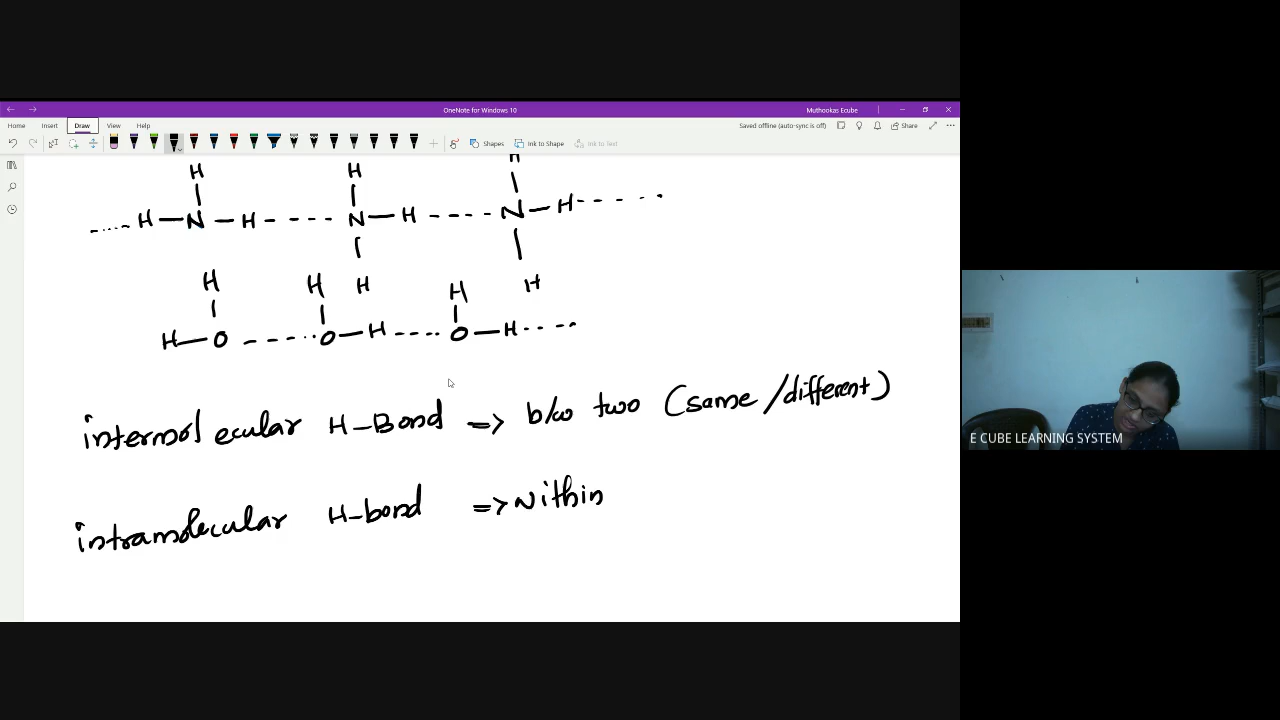 OneNote for Windows 10
Muthookas Ecube
Home Insert Draw View Help
Saved offline (auto-sync is off) Share
Shapes Ink to Shape Ink to Text
H H H
H—N—H----N—H----N—H-----
H H
H H H
H—O-----O—H----O—H----
intermolecular H-Bond => b/w two (same/different)
intramolecular H-bond => within
E CUBE LEARNING SYSTEM